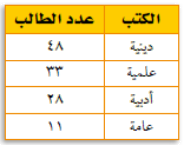 الكتب عدد الطالب
دينية ٤٨
علمية ٣٣
أدبية ٢٨
عامة ١١